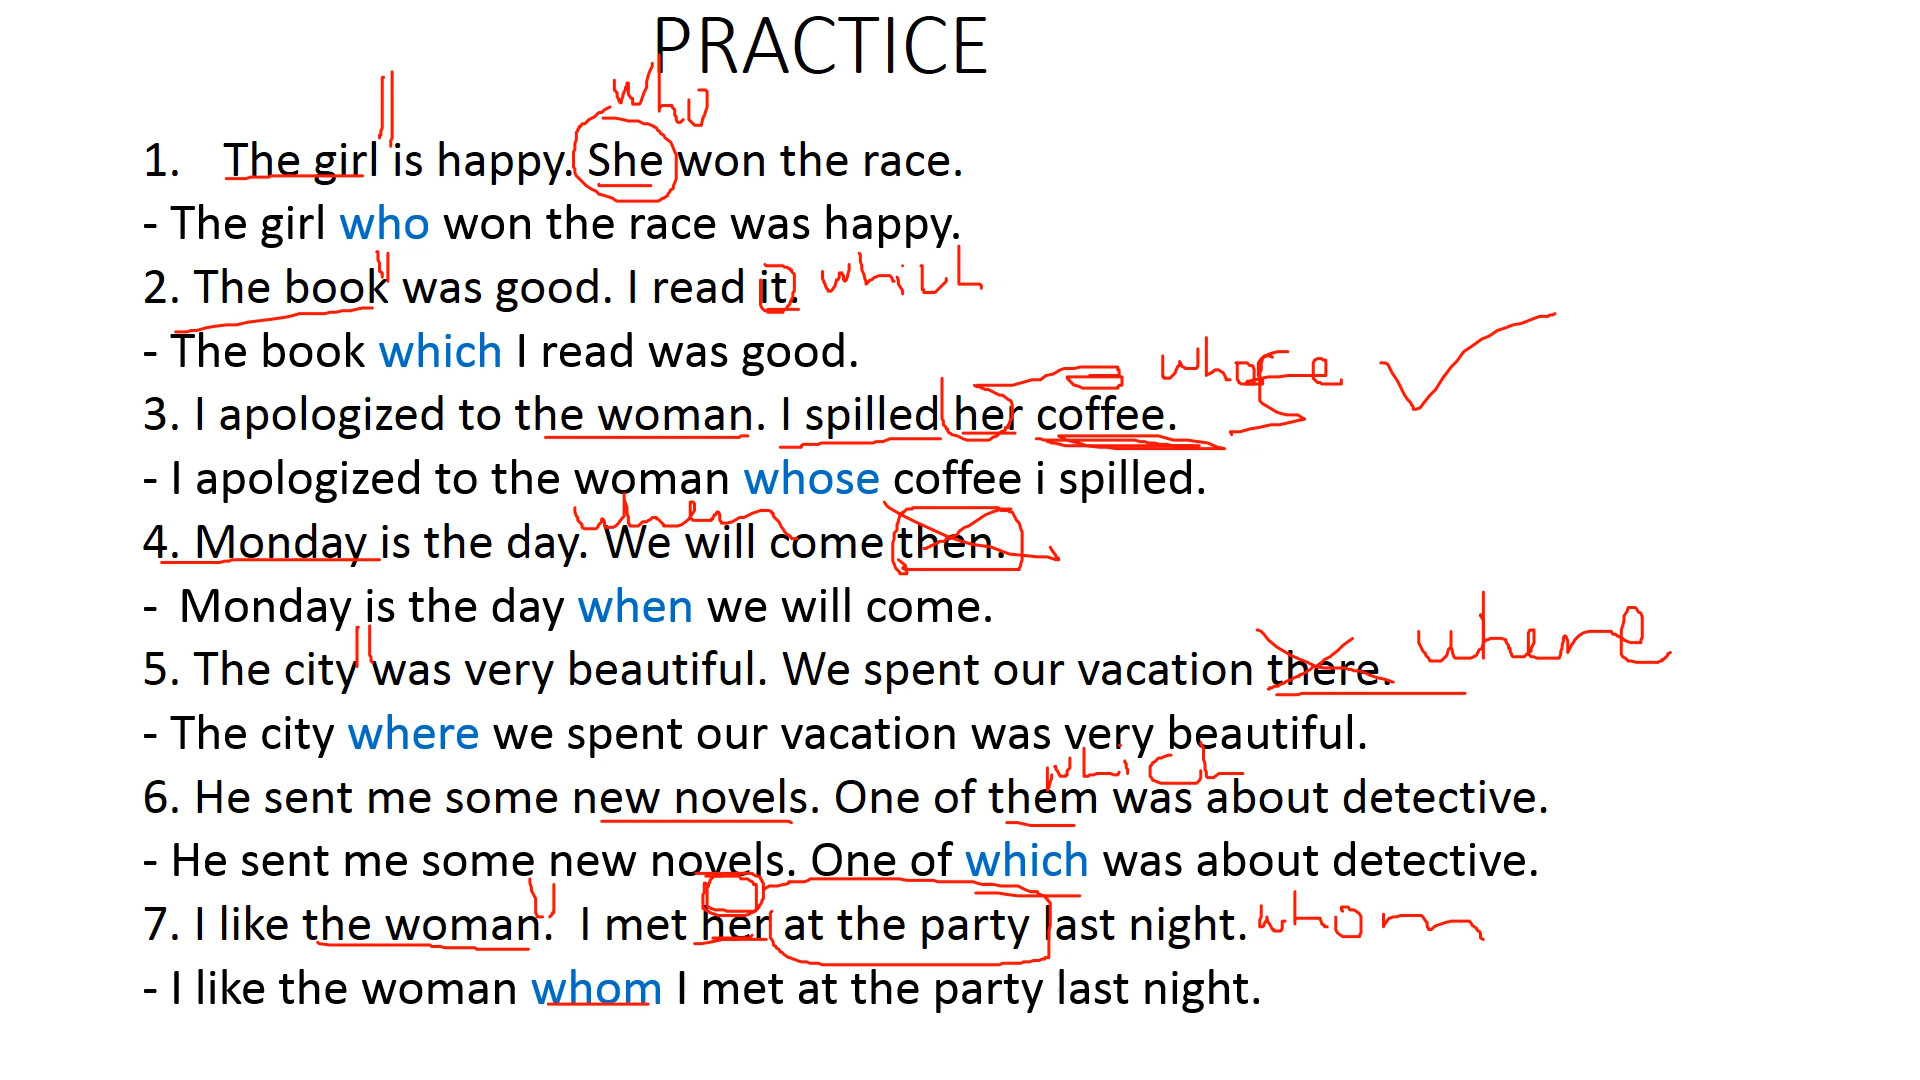 PRACTICE
who
1. The girl is happy. She won the race.
- The girl who won the race was happy.
2. The book was good. I read it. which
- The book which I read was good.
whose
3. I apologized to the woman. I spilled her coffee.
- I apologized to the woman whose coffee i spilled.
when
4. Monday is the day. We will come then.
- Monday is the day when we will come.
5. The city was very beautiful. We spent our vacation there. where
- The city where we spent our vacation was very beautiful.
which
6. He sent me some new novels. One of them was about detective.
- He sent me some new novels. One of which was about detective.
7. I like the woman. I met her at the party last night. whom
- I like the woman whom I met at the party last night.